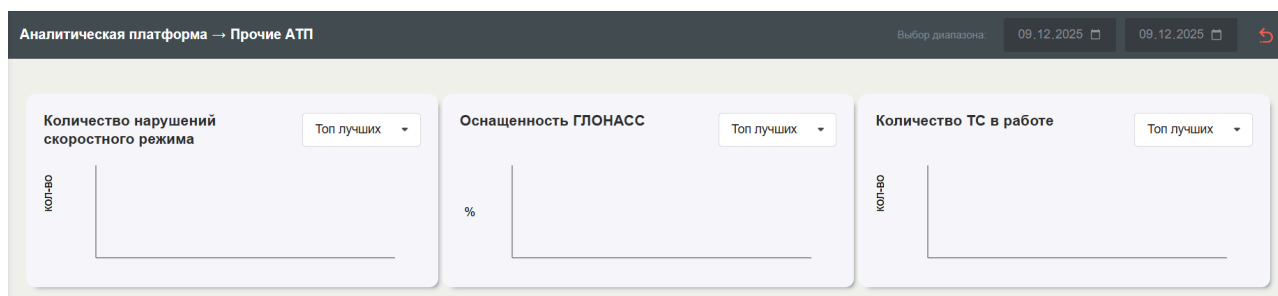 Аналитическая платформа → Прочие АТП
Выбор диапазона: 09.12.2025 09.12.2025
Количество нарушений
скоростного режима
Топ лучших
кол-во
Оснащенность ГЛОНАСС
Топ лучших
%
Количество ТС в работе
Топ лучших
кол-во